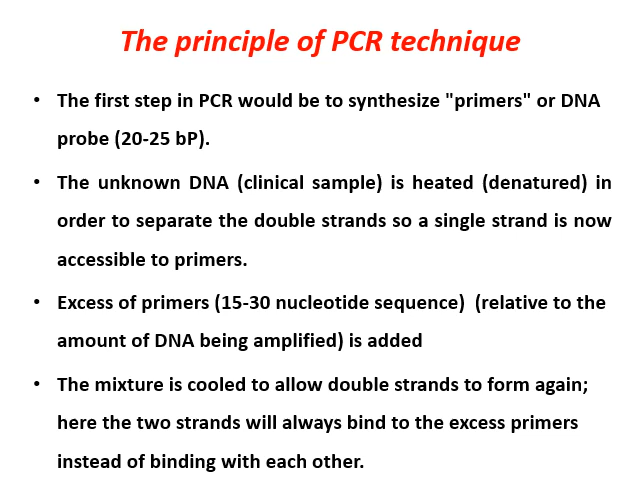 The principle of PCR technique
• The first step in PCR would be to synthesize "primers" or DNA
probe (20-25 bP).
• The unknown DNA (clinical sample) is heated (denatured) in
order to separate the double strands so a single strand is now
accessible to primers.
• Excess of primers (15-30 nucleotide sequence)  (relative to the
amount of DNA being amplified) is added
• The mixture is cooled to allow double strands to form again;
here the two strands will always bind to the excess primers
instead of binding with each other.